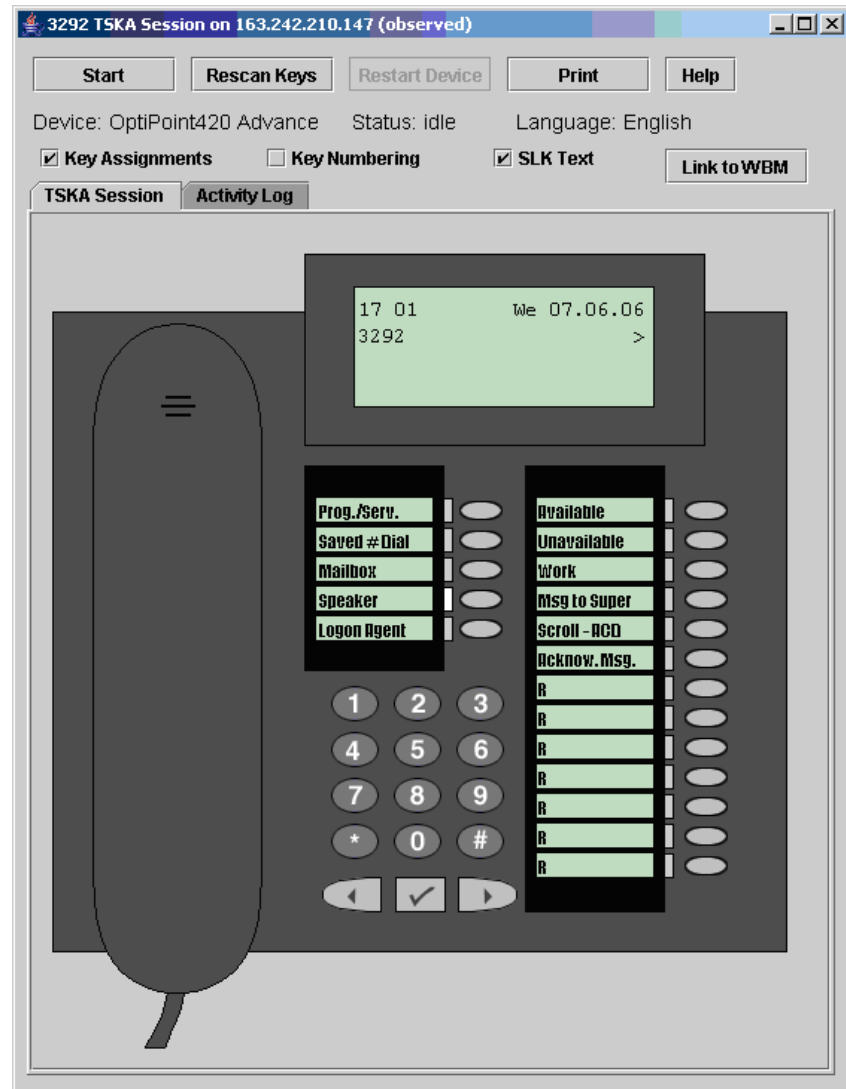 3292 TSKA Session on 163.242.210.147 (observed)
Start Rescan Keys Restart Device Print Help
Device: OptiPoint420 Advance Status: idle Language: English
Key Assignments Key Numbering SLK Text Link to WBM
TSKA Session Activity Log
17 01 We 07.06.06
3292 >
Prog./Serv. Available
Saved # Dial Unavailable
Mailbox Work
Speaker Msg to Super
Logon Agent Scroll - ACD
Acknow. Msg.
R
1 2 3 R
4 5 6 R
R
7 8 9 R
* 0 # R
R